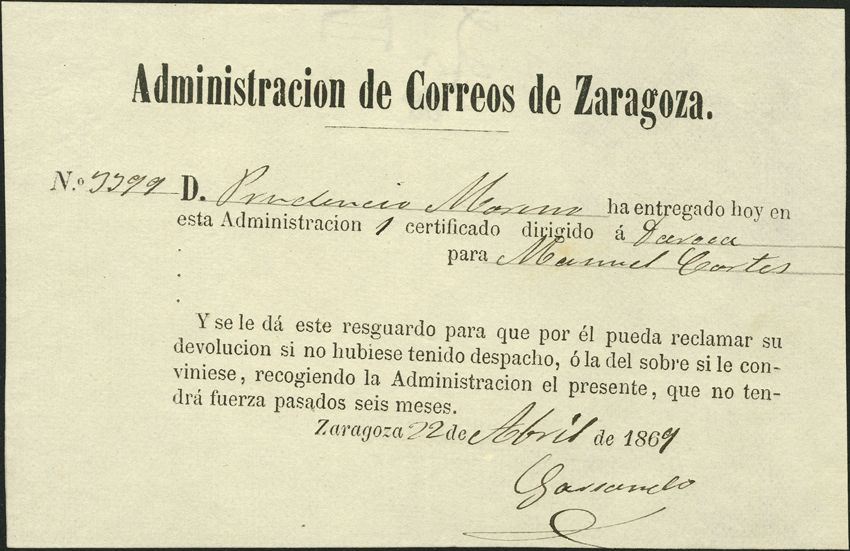 Administracion de Correos de Zaragoza.
N.º 3399 D. Prudencio Moreno ha entregado hoy en
esta Administracion 1 certificado dirigido á Daroca
para Manuel Cortes
Y se le dá este resguardo para que por él pueda reclamar su
devolucion si no hubiese tenido despacho, ó la del sobre si le con-
viniese, recogiendo la Administracion el presente, que no ten-
drá fuerza pasados seis meses.
Zaragoza 22 de Abril de 1869